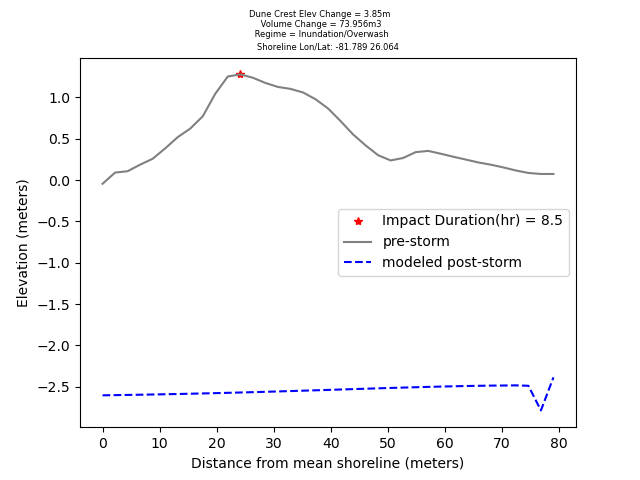 Dune Crest Elev Change = 3.85m
Volume Change = 73.956m3
Regime = Inundation/Overwash
Shoreline Lon/Lat: -81.789 26.064
1.0
0.5
0.0
−0.5
−1.0
−1.5
−2.0
−2.5
Elevation (meters)
Impact Duration(hr) = 8.5
pre-storm
modeled post-storm
0 10 20 30 40 50 60 70 80
Distance from mean shoreline (meters)